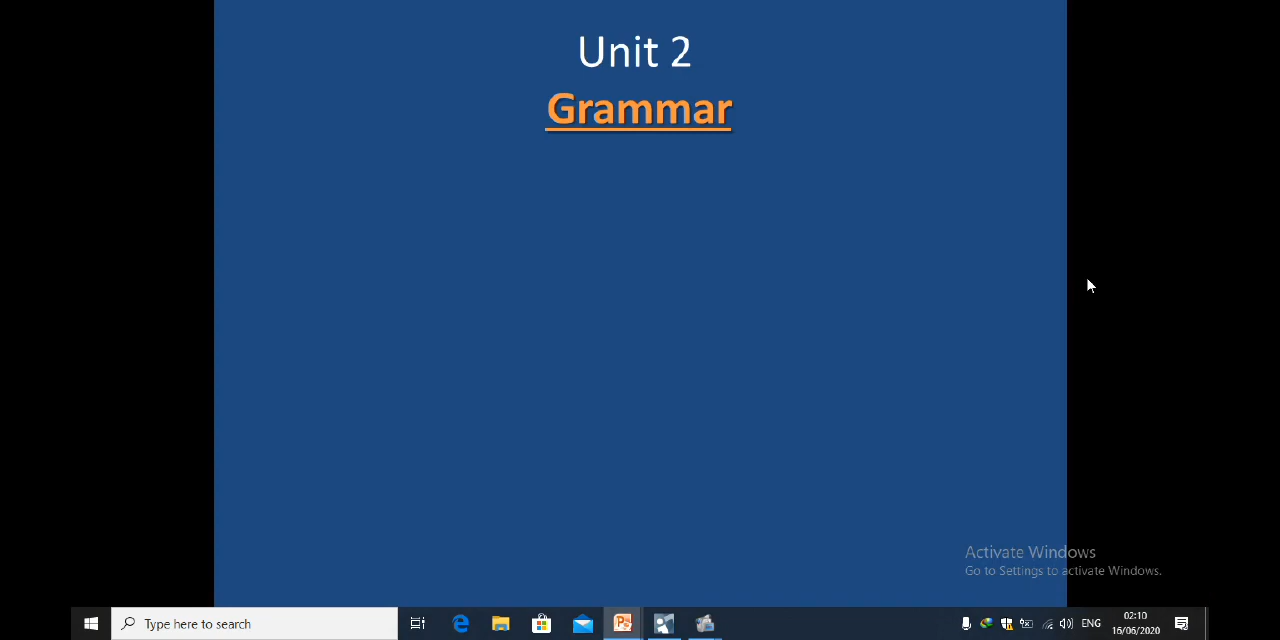 Unit 2
Grammar
Activate Windows
Go to Settings to activate Windows.
Type here to search
ENG
02:10
16/06/2020